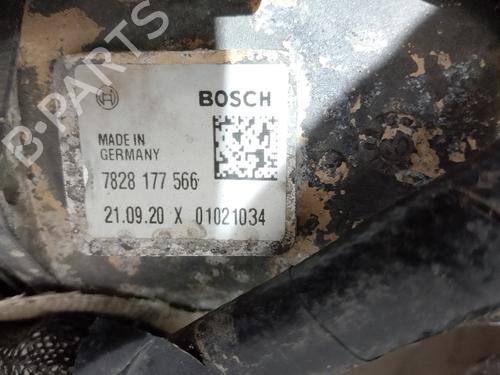 BOSCH
MADE IN
GERMANY
7828 177 566
21.09.20 X 01021034
B-PARTS